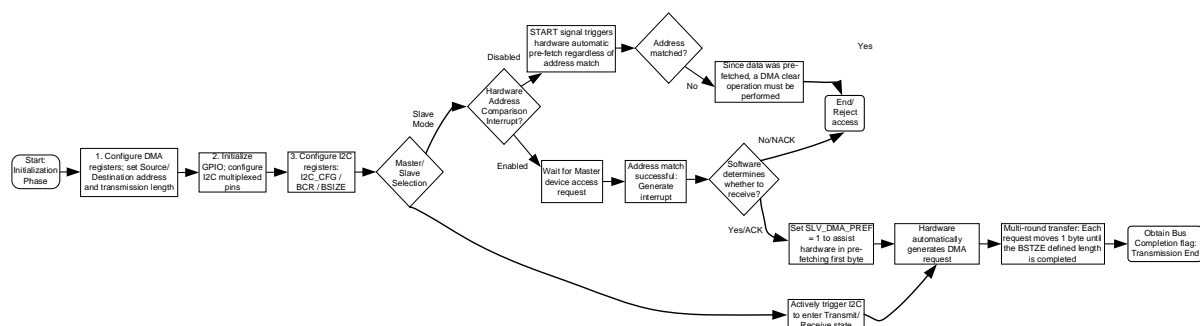 Start:
Initialization
Phase
1. Configure DMA
registers; set Source/
Destination address
and transmission length
2. Initialize
GPIO; configure
I2C multiplexed
pins
3. Configure I2C
registers:
I2C_CFG /
BCR / BSIZE
Master/
Slave
Selection
Slave
Mode
Hardware
Address
Comparison
Interrupt?
Disabled
START signal triggers
hardware automatic
pre-fetch regardless of
address match
Address
matched?
Yes
No
Since data was pre-
fetched, a DMA clear
operation must be
performed
End/
Reject
access
Enabled
Wait for Master
device access
request
Address match
successful:
Generate
interrupt
Software
determines
whether to
receive?
No/NACK
Yes/ACK
Set SLV_DMA_PREF
= 1 to assist
hardware in pre-
fetching first byte
Hardware
automatically
generates DMA
request
Multi-round transfer: Each
request moves 1 byte until
the BSTZE defined length
is completed
Obtain Bus
Completion flag:
Transmission End
Actively trigger I2C
to enter Transmit/
Receive state